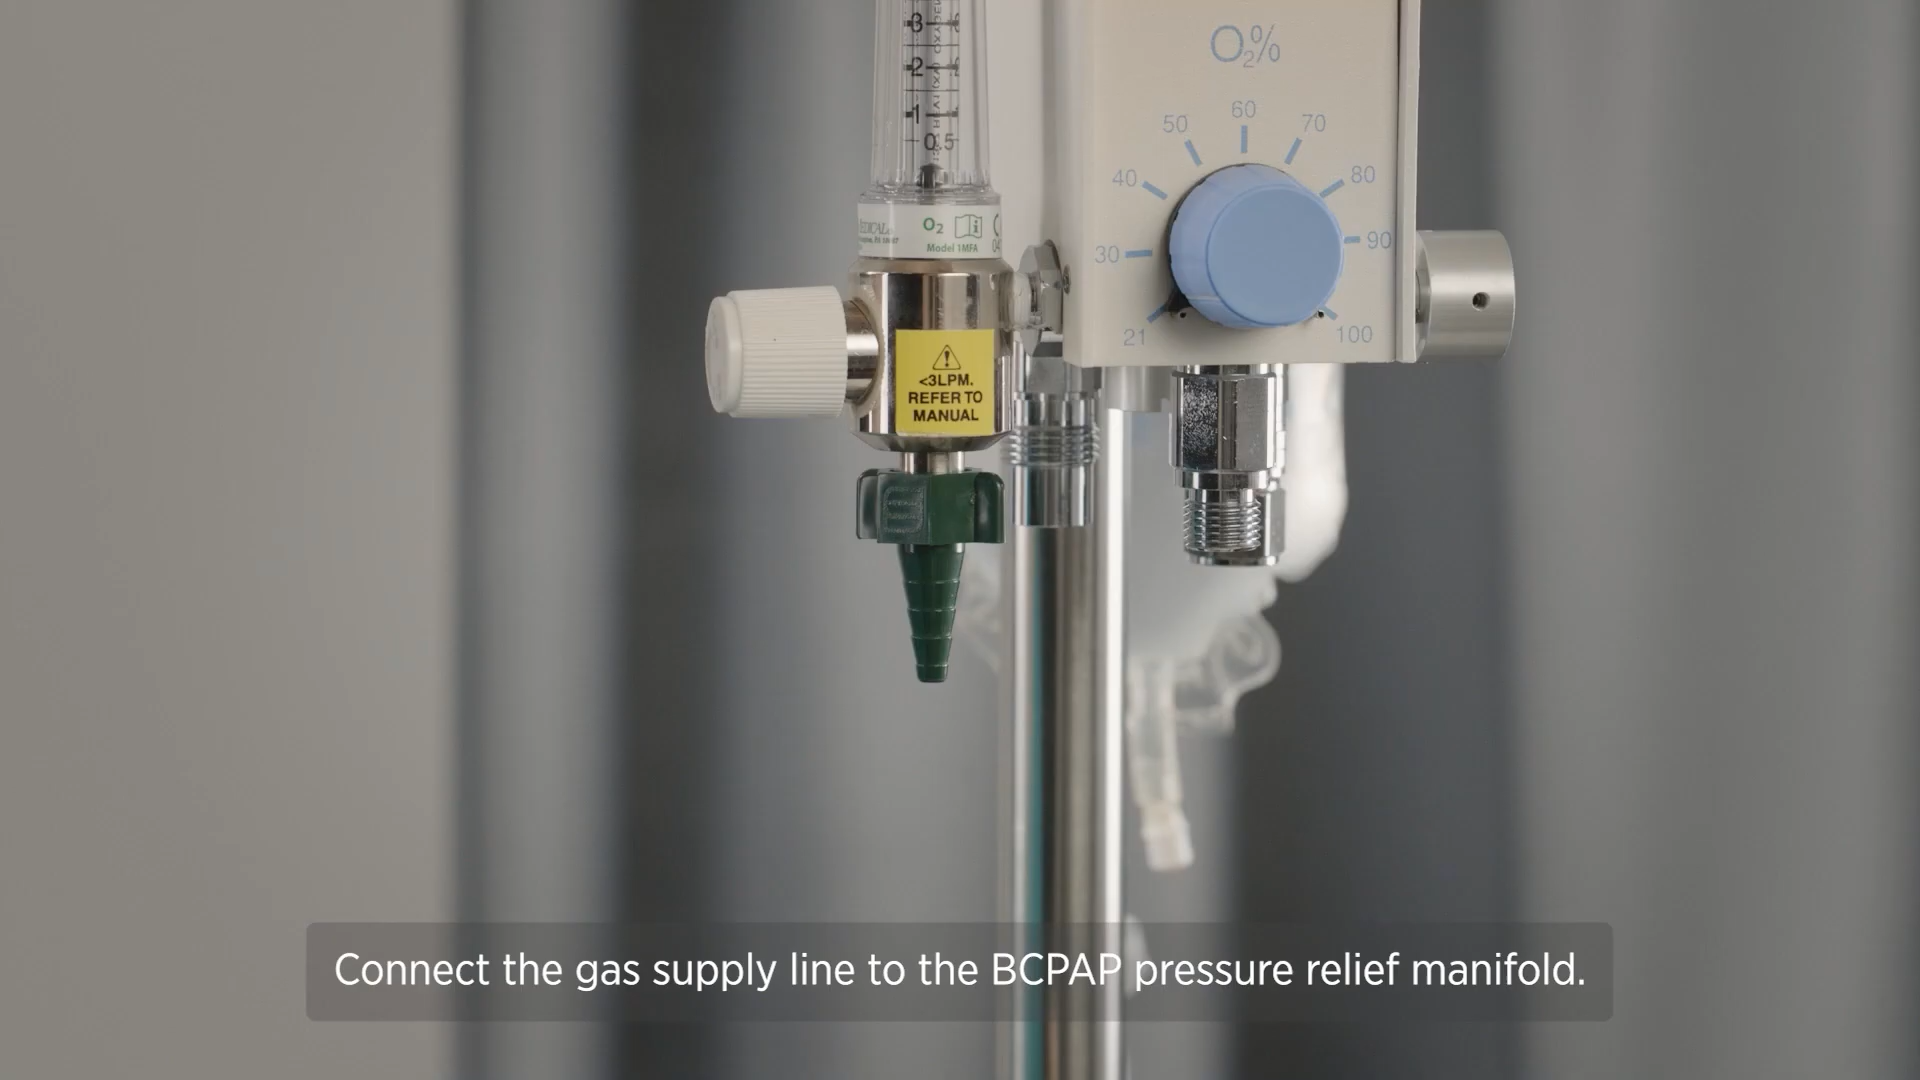 3
2
1
0.5
O₂%
50 60 70
40 80
30 90
21 100
O₂
Model 1MFA
<3LPM.
REFER TO
MANUAL
Connect the gas supply line to the BCPAP pressure relief manifold.